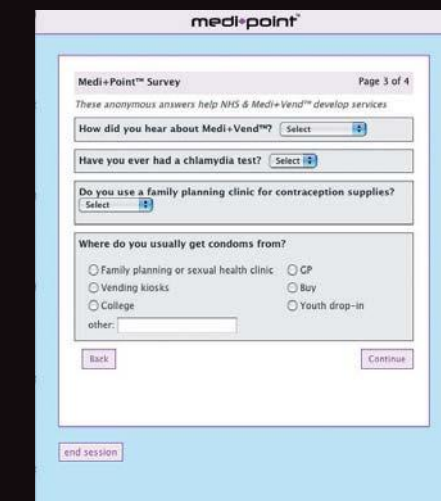 medi+point™
Medi+Point™ Survey Page 3 of 4
These anonymous answers help NHS & Medi+Vend™ develop services
How did you hear about Medi+Vend™? Select
Have you ever had a chlamydia test? Select
Do you use a family planning clinic for contraception supplies?
Select
Where do you usually get condoms from?
Family planning or sexual health clinic GP
Vending kiosks Buy
College Youth drop-in
other:
Back Continue
end session